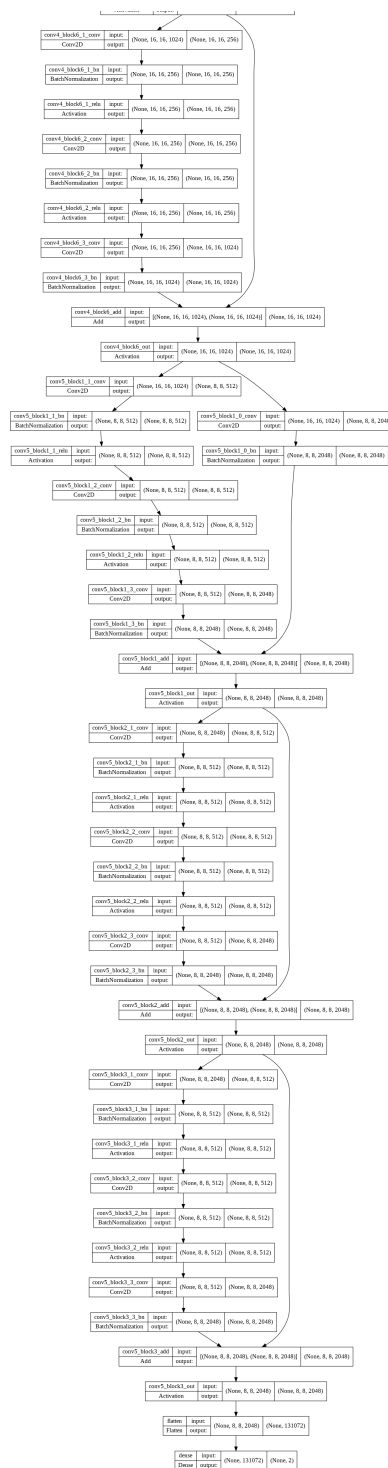 conv4_block6_1_conv input: (None, 16, 16, 1024) (None, 16, 16, 256)
Conv2D output:
conv4_block6_1_bn input: (None, 16, 16, 256) (None, 16, 16, 256)
BatchNormalization output:
conv4_block6_1_relu input: (None, 16, 16, 256) (None, 16, 16, 256)
Activation output:
conv4_block6_2_conv input: (None, 16, 16, 256) (None, 16, 16, 256)
Conv2D output:
conv4_block6_2_bn input: (None, 16, 16, 256) (None, 16, 16, 256)
BatchNormalization output:
conv4_block6_2_relu input: (None, 16, 16, 256) (None, 16, 16, 256)
Activation output:
conv4_block6_3_conv input: (None, 16, 16, 256) (None, 16, 16, 1024)
Conv2D output:
conv4_block6_3_bn input: (None, 16, 16, 1024) (None, 16, 16, 1024)
BatchNormalization output:
conv4_block6_add input: [(None, 16, 16, 1024), (None, 16, 16, 1024)] (None, 16, 16, 1024)
Add output:
conv4_block6_out input: (None, 16, 16, 1024) (None, 16, 16, 1024)
Activation output:
conv5_block1_1_conv input: (None, 16, 16, 1024) (None, 8, 8, 512)
Conv2D output:
conv5_block1_1_bn input: (None, 8, 8, 512) (None, 8, 8, 512)
BatchNormalization output:
conv5_block1_0_conv input: (None, 16, 16, 1024) (None, 8, 8, 2048)
Conv2D output:
conv5_block1_1_relu input: (None, 8, 8, 512) (None, 8, 8, 512)
Activation output:
conv5_block1_0_bn input: (None, 8, 8, 2048) (None, 8, 8, 2048)
BatchNormalization output:
conv5_block1_2_conv input: (None, 8, 8, 512) (None, 8, 8, 512)
Conv2D output:
conv5_block1_2_bn input: (None, 8, 8, 512) (None, 8, 8, 512)
BatchNormalization output:
conv5_block1_2_relu input: (None, 8, 8, 512) (None, 8, 8, 512)
Activation output:
conv5_block1_3_conv input: (None, 8, 8, 512) (None, 8, 8, 2048)
Conv2D output:
conv5_block1_3_bn input: (None, 8, 8, 2048) (None, 8, 8, 2048)
BatchNormalization output:
conv5_block1_add input: [(None, 8, 8, 2048), (None, 8, 8, 2048)] (None, 8, 8, 2048)
Add output:
conv5_block1_out input: (None, 8, 8, 2048) (None, 8, 8, 2048)
Activation output:
conv5_block2_1_conv input: (None, 8, 8, 2048) (None, 8, 8, 512)
Conv2D output:
conv5_block2_1_bn input: (None, 8, 8, 512) (None, 8, 8, 512)
BatchNormalization output:
conv5_block2_1_relu input: (None, 8, 8, 512) (None, 8, 8, 512)
Activation output:
conv5_block2_2_conv input: (None, 8, 8, 512) (None, 8, 8, 512)
Conv2D output:
conv5_block2_2_bn input: (None, 8, 8, 512) (None, 8, 8, 512)
BatchNormalization output:
conv5_block2_2_relu input: (None, 8, 8, 512) (None, 8, 8, 512)
Activation output:
conv5_block2_3_conv input: (None, 8, 8, 512) (None, 8, 8, 2048)
Conv2D output:
conv5_block2_3_bn input: (None, 8, 8, 2048) (None, 8, 8, 2048)
BatchNormalization output:
conv5_block2_add input: [(None, 8, 8, 2048), (None, 8, 8, 2048)] (None, 8, 8, 2048)
Add output:
conv5_block2_out input: (None, 8, 8, 2048) (None, 8, 8, 2048)
Activation output:
conv5_block3_1_conv input: (None, 8, 8, 2048) (None, 8, 8, 512)
Conv2D output:
conv5_block3_1_bn input: (None, 8, 8, 512) (None, 8, 8, 512)
BatchNormalization output:
conv5_block3_1_relu input: (None, 8, 8, 512) (None, 8, 8, 512)
Activation output:
conv5_block3_2_conv input: (None, 8, 8, 512) (None, 8, 8, 512)
Conv2D output:
conv5_block3_2_bn input: (None, 8, 8, 512) (None, 8, 8, 512)
BatchNormalization output:
conv5_block3_2_relu input: (None, 8, 8, 512) (None, 8, 8, 512)
Activation output:
conv5_block3_3_conv input: (None, 8, 8, 512) (None, 8, 8, 2048)
Conv2D output:
conv5_block3_3_bn input: (None, 8, 8, 2048) (None, 8, 8, 2048)
BatchNormalization output:
conv5_block3_add input: [(None, 8, 8, 2048), (None, 8, 8, 2048)] (None, 8, 8, 2048)
Add output:
conv5_block3_out input: (None, 8, 8, 2048) (None, 8, 8, 2048)
Activation output:
flatten input: (None, 8, 8, 2048) (None, 131072)
Flatten output:
dense input: (None, 131072) (None, 2)
Dense output: